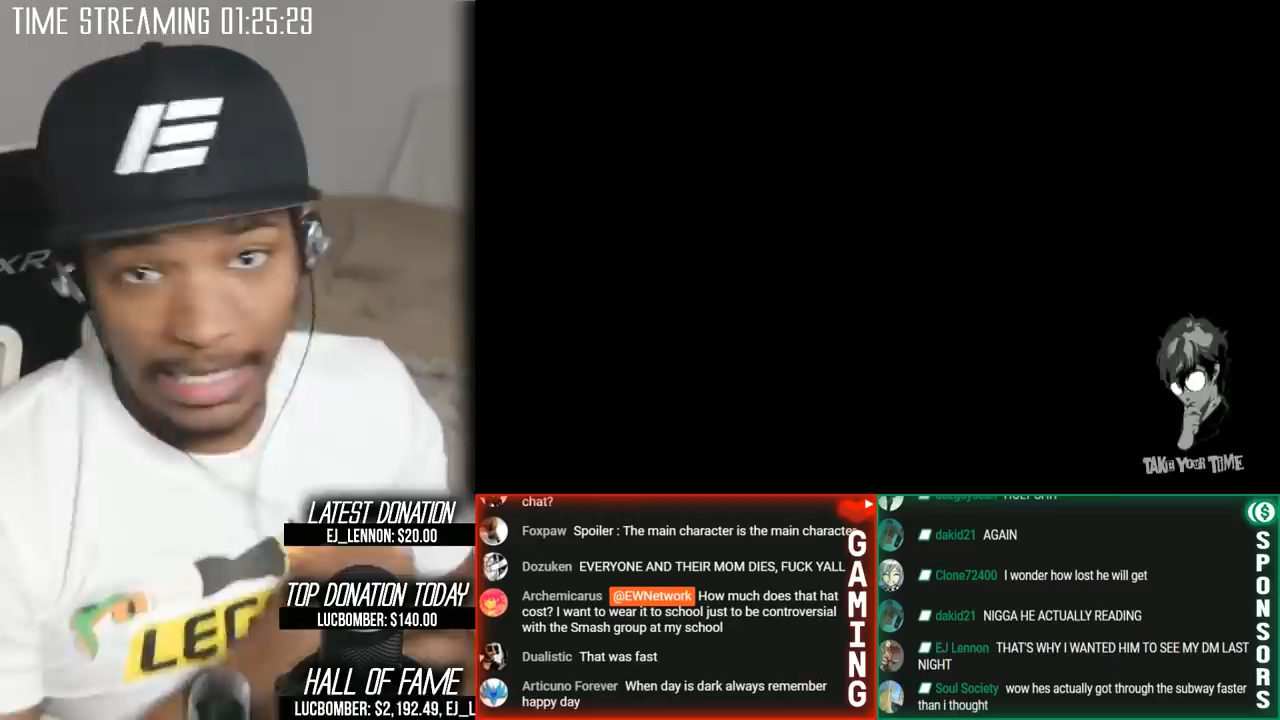 TIME STREAMING 01:25:29
XR
LATEST DONATION
EJ_LENNON: $20.00
TOP DONATION TODAY
LUCBOMBER: $140.00
HALL OF FAME
LUCBOMBER: $2,192.49, EJ_L
LEG
TAKE YOUR TIME
chat?
Foxpaw Spoiler : The main character is the main character
Dozuken EVERYONE AND THEIR MOM DIES, FUCK YALL
Archemicarus @EWNetwork How much does that hat
cost? I want to wear it to school just to be controversial
with the Smash group at my school
Dualistic That was fast
Articuno Forever When day is dark always remember
happy day
GAMING
dakid21 AGAIN
Clone72400 I wonder how lost he will get
dakid21 NIGGA HE ACTUALLY READING
EJ Lennon THAT'S WHY I WANTED HIM TO SEE MY DM LAST
NIGHT
Soul Society wow hes actually got through the subway faster
than i thought
SPONSORS